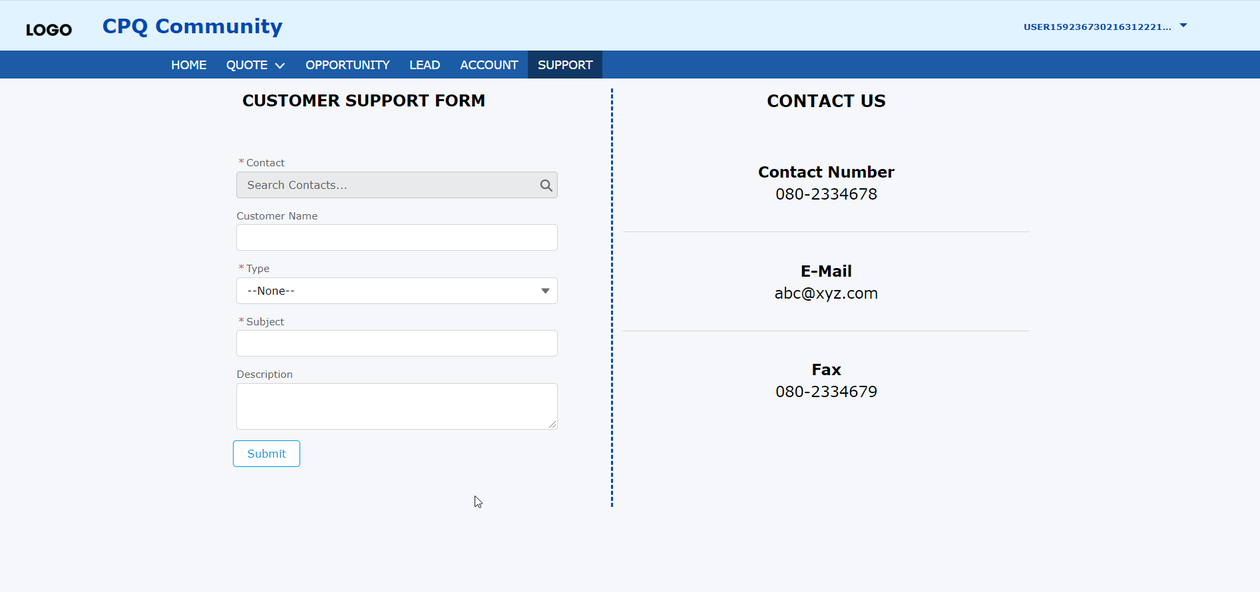 LOGO
CPQ Community
USER159236730216312221...
HOME QUOTE OPPORTUNITY LEAD ACCOUNT SUPPORT
CUSTOMER SUPPORT FORM
* Contact
Search Contacts...
Customer Name
* Type
--None--
* Subject
Description
Submit
CONTACT US
Contact Number
080-2334678
E-Mail
abc@xyz.com
Fax
080-2334679